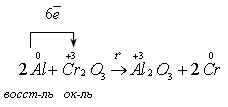 6e̅
0 +3 t° +3 0
2Al + Cr₂O₃ → Al₂O₃ + 2Cr
восст-ль ок-ль